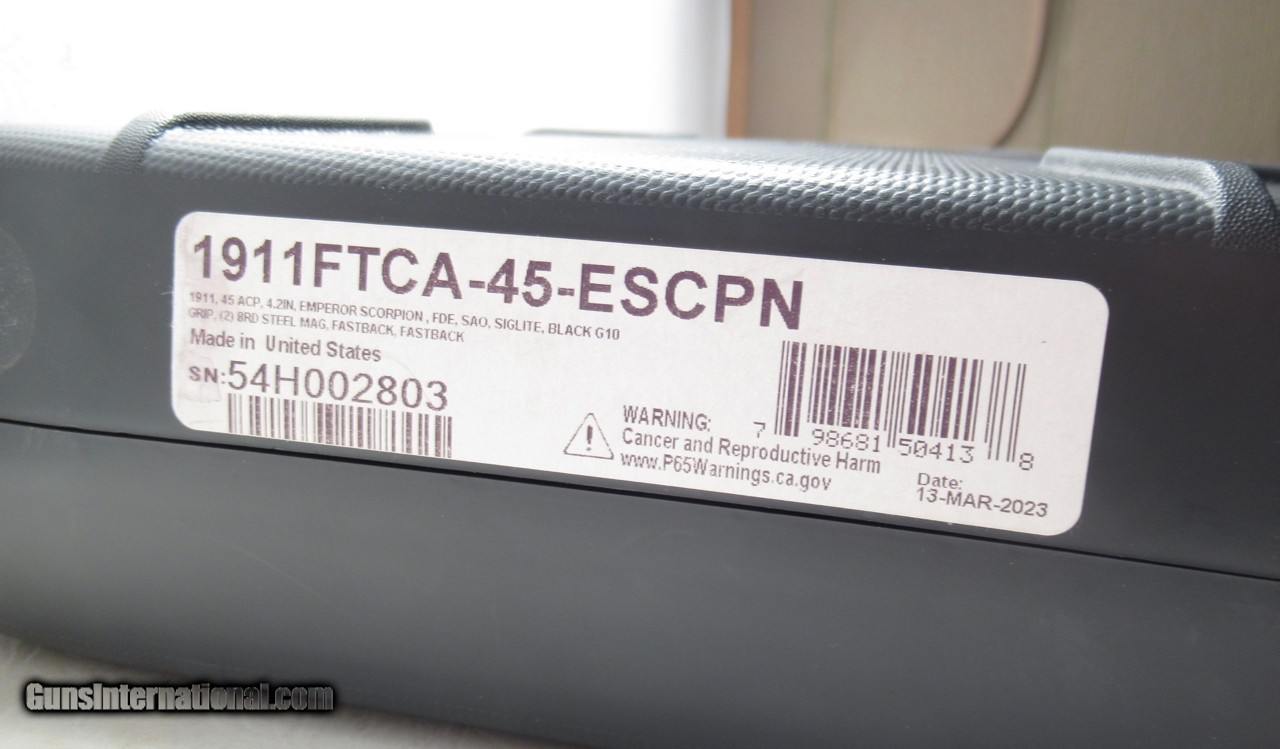 1911FTCA-45-ESCPN
1911, 45 ACP, 4.2IN, EMPEROR SCORPION , FDE, SAO, SIGLITE, BLACK G10
GRIP, (2) 8RD STEEL MAG, FASTBACK, FASTBACK
Made in United States
SN:54H002803
WARNING:
Cancer and Reproductive Harm
www.P65Warnings.ca.gov
7 98681 50413 8
Date:
13-MAR-2023
GunsInternational.com